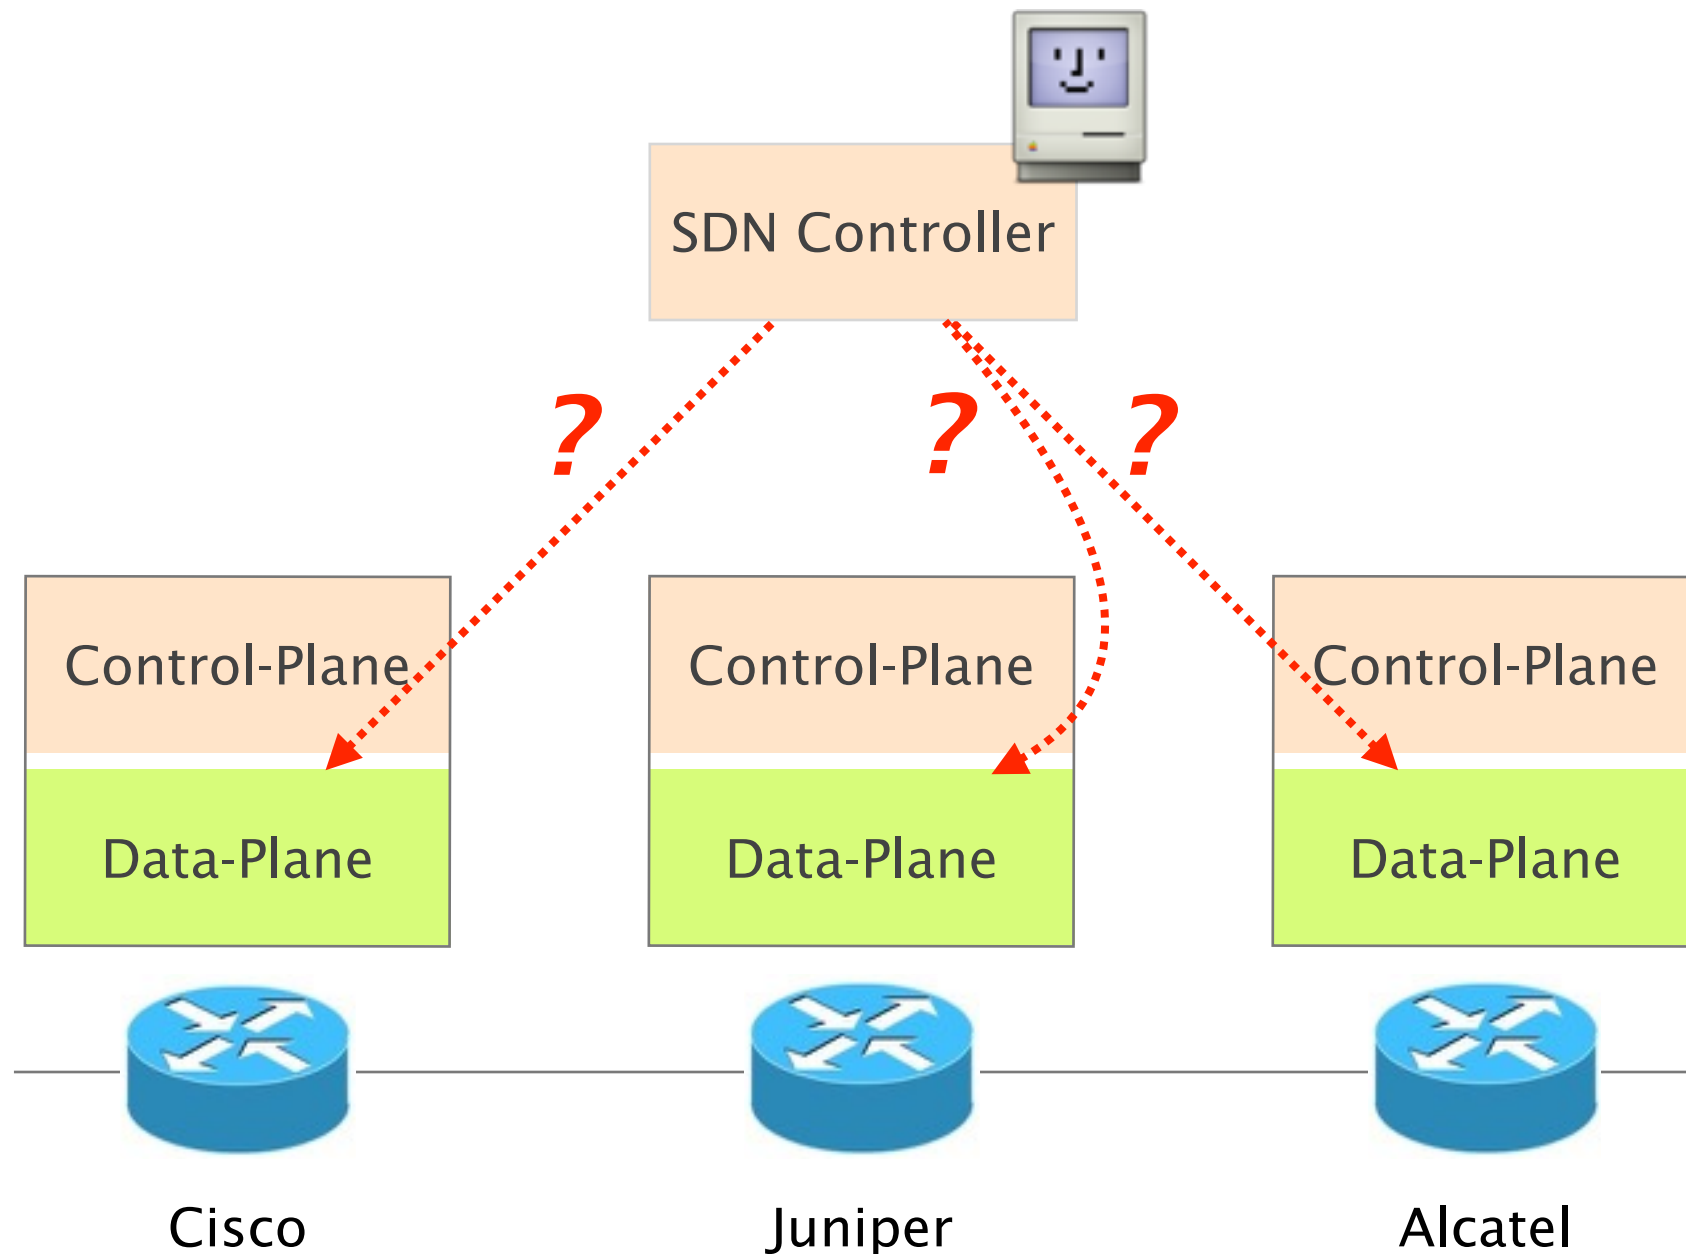 SDN Controller
? ? ?
Control-Plane Control-Plane Control-Plane
Data-Plane Data-Plane Data-Plane
Cisco Juniper Alcatel